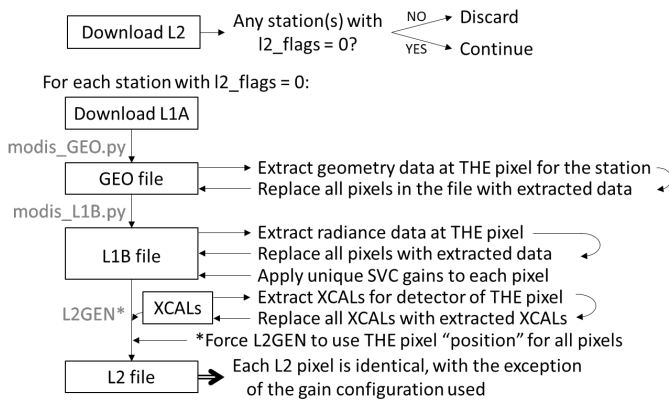 Download L2
Any station(s) with
l2_flags = 0?
NO
Discard
YES
Continue
For each station with l2_flags = 0:
Download L1A
modis_GEO.py
GEO file
Extract geometry data at THE pixel for the station
Replace all pixels in the file with extracted data
modis_L1B.py
L1B file
Extract radiance data at THE pixel
Replace all pixels with extracted data
Apply unique SVC gains to each pixel
L2GEN*
XCALs
Extract XCALs for detector of THE pixel
Replace all XCALs with extracted XCALs
*Force L2GEN to use THE pixel “position” for all pixels
L2 file
Each L2 pixel is identical, with the exception
of the gain configuration used